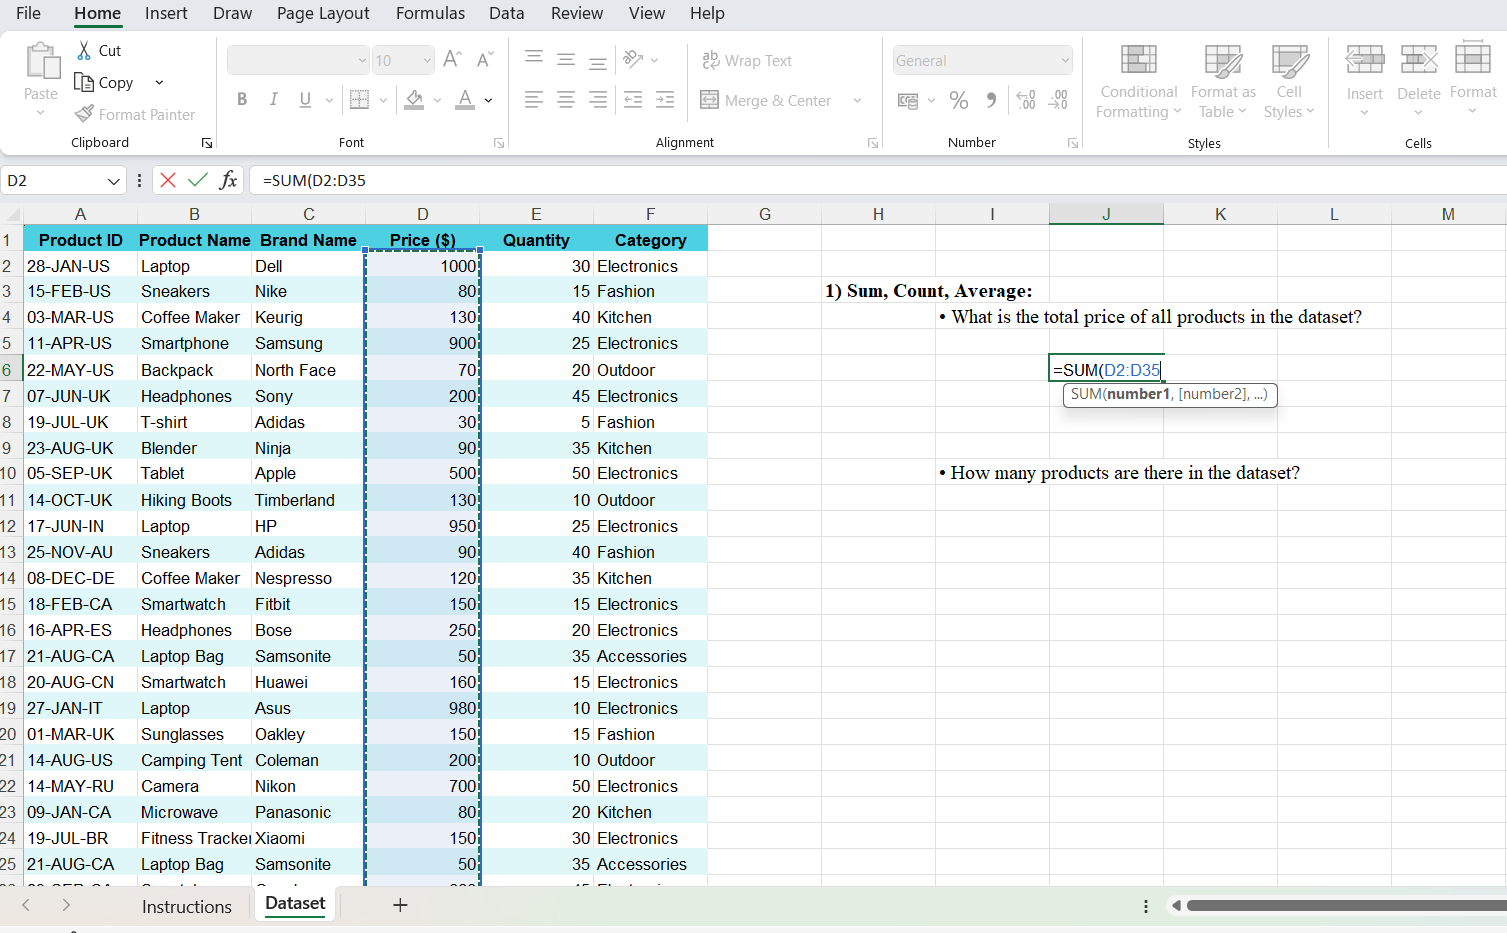 File Home Insert Draw Page Layout Formulas Data Review View Help
Paste
Cut
Copy
Format Painter
Clipboard
10
A A
B I U A
Font
ab
Wrap Text
Merge & Center
Alignment
General
% .00 .00
Number
Conditional Formatting
Format as Table
Cell Styles
Styles
Insert Delete Format
Cells
D2 fx =SUM(D2:D35
A B C D E F G H I J K L M
1 Product ID Product Name Brand Name Price ($) Quantity Category
2 28-JAN-US Laptop Dell 1000 30 Electronics
3 15-FEB-US Sneakers Nike 80 15 Fashion 1) Sum, Count, Average:
4 03-MAR-US Coffee Maker Keurig 130 40 Kitchen • What is the total price of all products in the dataset?
5 11-APR-US Smartphone Samsung 900 25 Electronics
6 22-MAY-US Backpack North Face 70 20 Outdoor =SUM(D2:D35
7 07-JUN-UK Headphones Sony 200 45 Electronics SUM(number1, [number2], ...)
8 19-JUL-UK T-shirt Adidas 30 5 Fashion
9 23-AUG-UK Blender Ninja 90 35 Kitchen
10 05-SEP-UK Tablet Apple 500 50 Electronics • How many products are there in the dataset?
11 14-OCT-UK Hiking Boots Timberland 130 10 Outdoor
12 17-JUN-IN Laptop HP 950 25 Electronics
13 25-NOV-AU Sneakers Adidas 90 40 Fashion
14 08-DEC-DE Coffee Maker Nespresso 120 35 Kitchen
15 18-FEB-CA Smartwatch Fitbit 150 15 Electronics
16 16-APR-ES Headphones Bose 250 20 Electronics
17 21-AUG-CA Laptop Bag Samsonite 50 35 Accessories
18 20-AUG-CN Smartwatch Huawei 160 15 Electronics
19 27-JAN-IT Laptop Asus 980 10 Electronics
20 01-MAR-UK Sunglasses Oakley 150 15 Fashion
21 14-AUG-US Camping Tent Coleman 200 10 Outdoor
22 14-MAY-RU Camera Nikon 700 50 Electronics
23 09-JAN-CA Microwave Panasonic 80 20 Kitchen
24 19-JUL-BR Fitness Tracker Xiaomi 150 30 Electronics
25 21-AUG-CA Laptop Bag Samsonite 50 35 Accessories
Instructions Dataset +